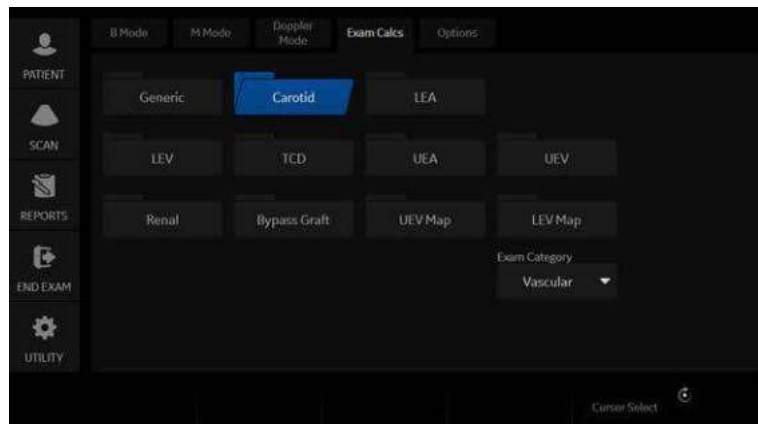 B Mode
M Mode
Doppler
Mode
Exam Calcs
Options
PATIENT
Generic
Carotid
LEA
SCAN
LEV
TCD
UEA
UEV
REPORTS
Renal
Bypass Graft
UEV Map
LEV Map
Exam Category
Vascular
END EXAM
UTILITY
Cursor Select